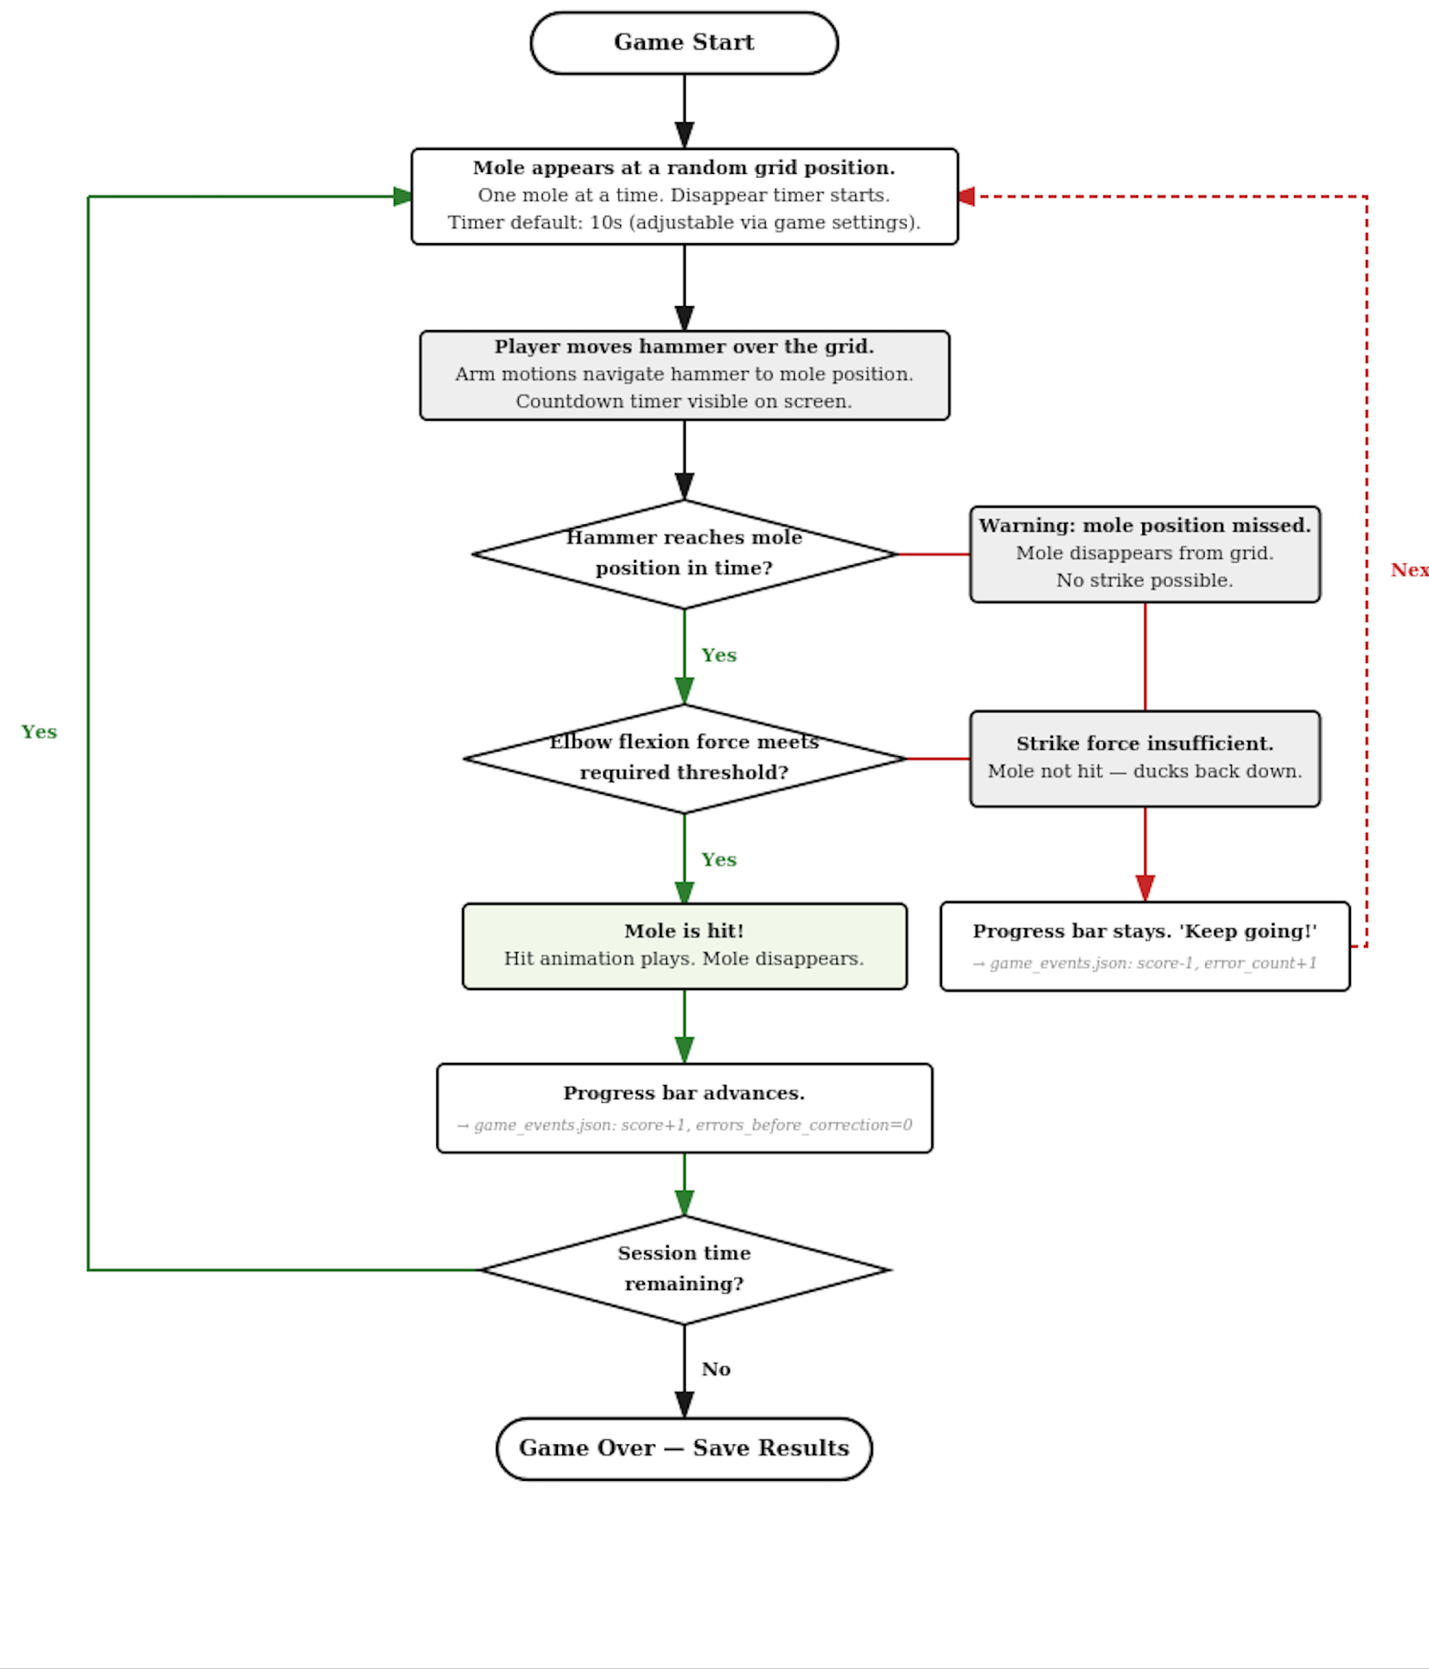 Game Start
Mole appears at a random grid position.
One mole at a time. Disappear timer starts.
Timer default: 10s (adjustable via game settings).
Player moves hammer over the grid.
Arm motions navigate hammer to mole position.
Countdown timer visible on screen.
Hammer reaches mole
position in time?
Warning: mole position missed.
Mole disappears from grid.
No strike possible.
Nex
Yes
Yes
Elbow flexion force meets
required threshold?
Strike force insufficient.
Mole not hit — ducks back down.
Yes
Mole is hit!
Hit animation plays. Mole disappears.
Progress bar stays. 'Keep going!'
→ game_events.json: score-1, error_count+1
Progress bar advances.
→ game_events.json: score+1, errors_before_correction=0
Session time
remaining?
No
Game Over — Save Results